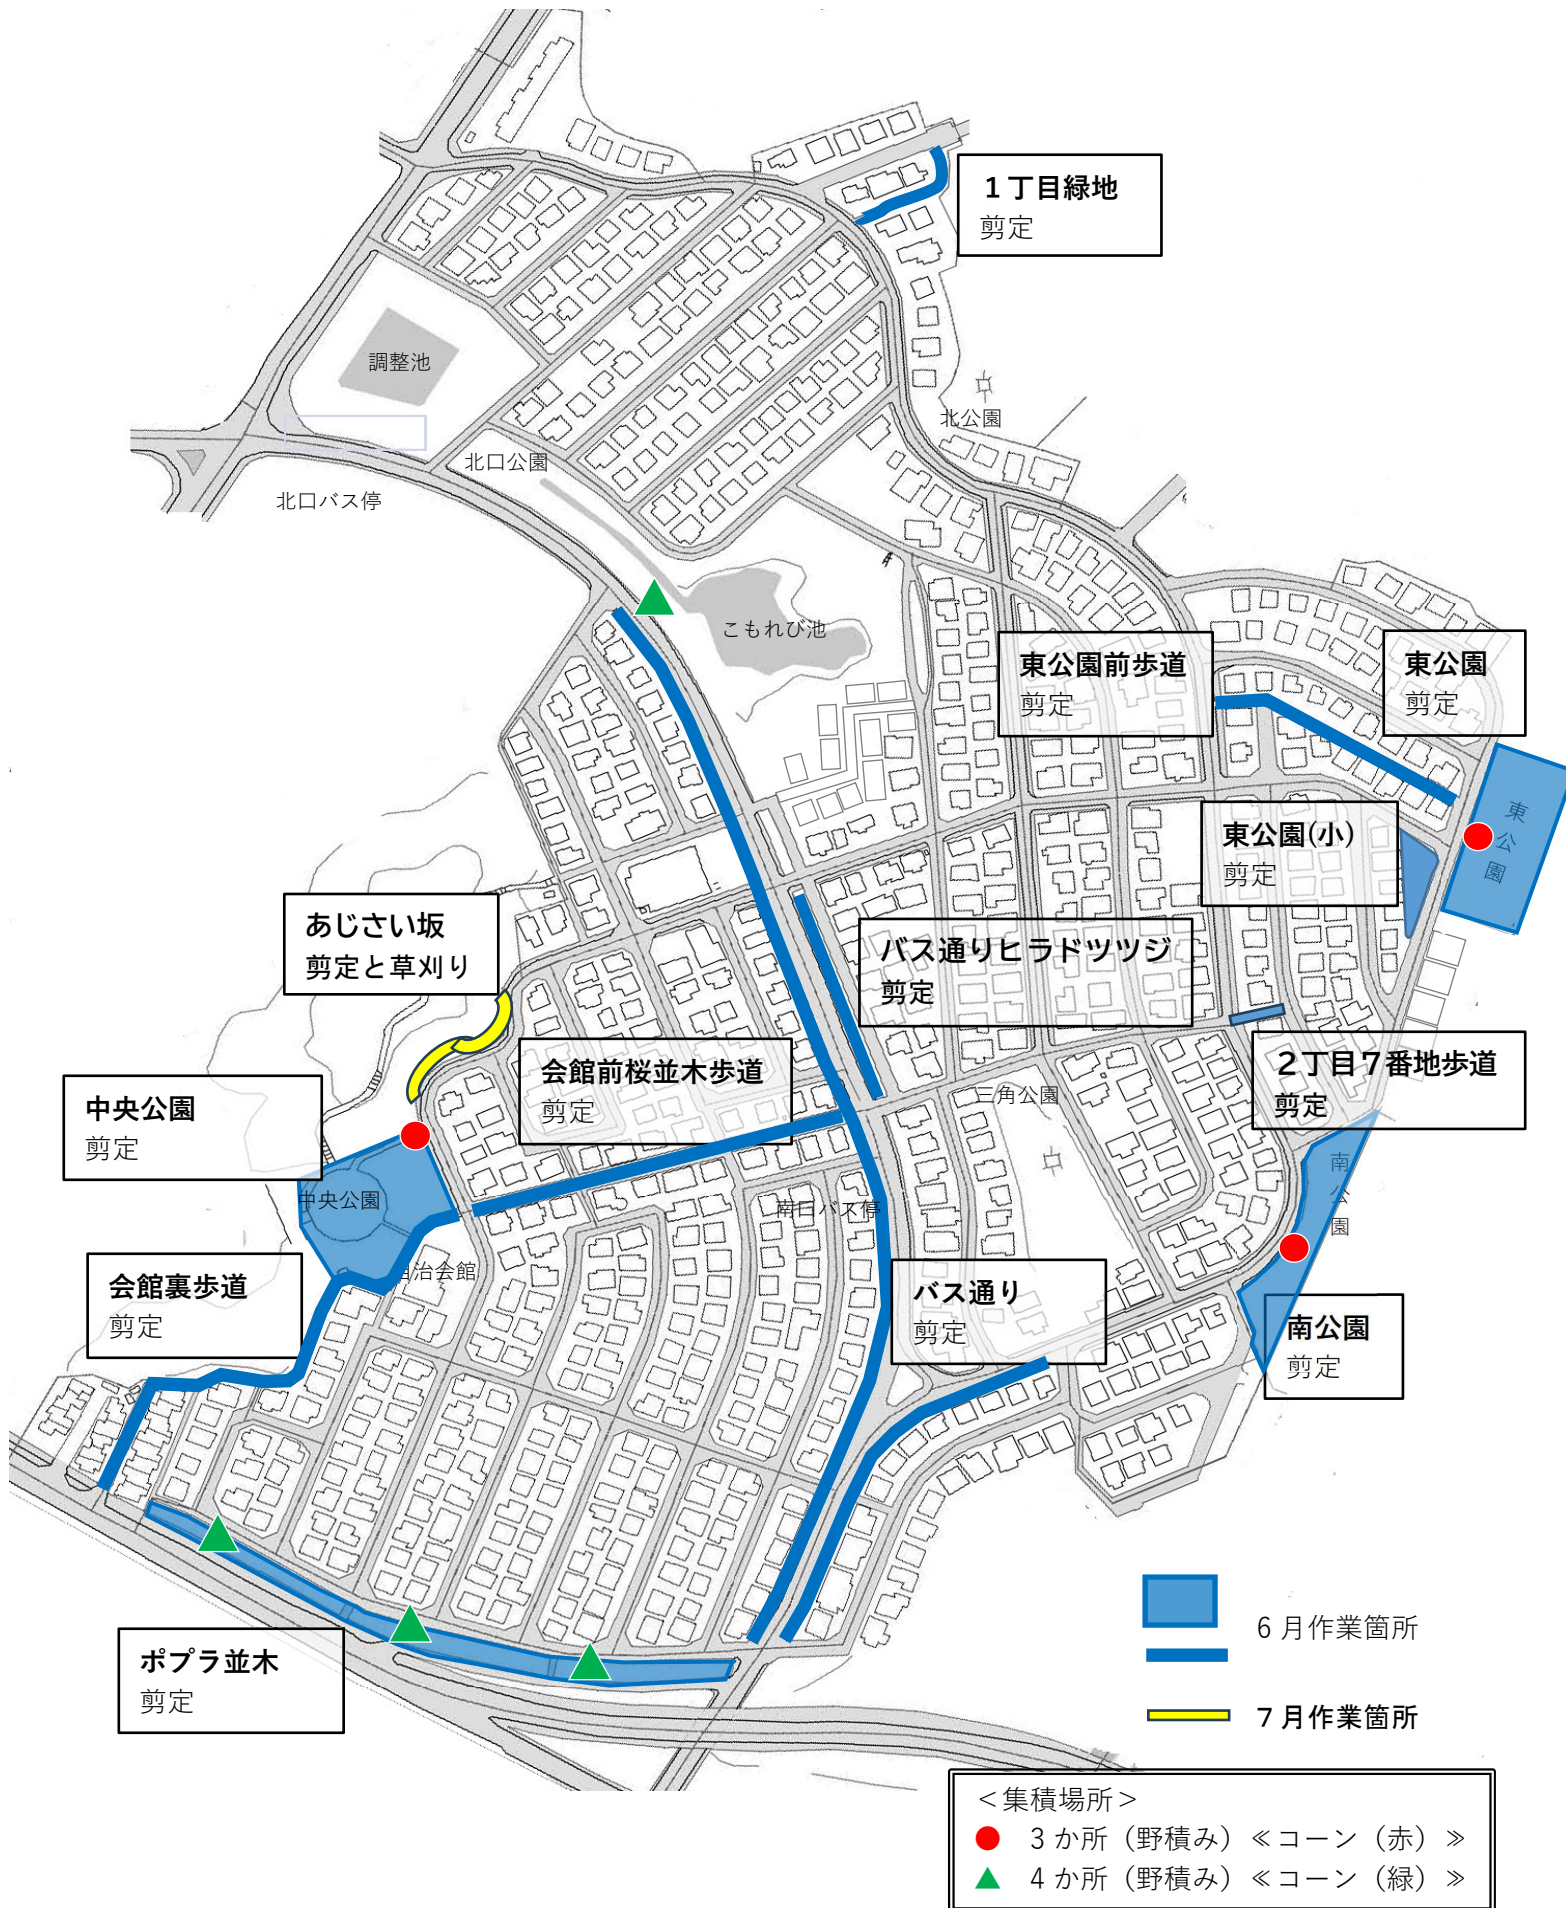 １丁目緑地
剪定
調整池
北公園
北口公園
北口バス停
こもれび池
東公園前歩道
剪定
東公園
剪定
東公園
東公園(小)
剪定
あじさい坂
剪定と草刈り
バス通りヒラドツツジ
剪定
会館前桜並木歩道
剪定
２丁目７番地歩道
剪定
三角公園
中央公園
剪定
中央公園
南公園
南口バス停
自治会館
会館裏歩道
剪定
バス通り
剪定
南公園
剪定
ポプラ並木
剪定
6 月作業箇所
７月作業箇所
＜集積場所＞
3 か所（野積み）≪コーン（赤）≫
4 か所（野積み）≪コーン（緑）≫